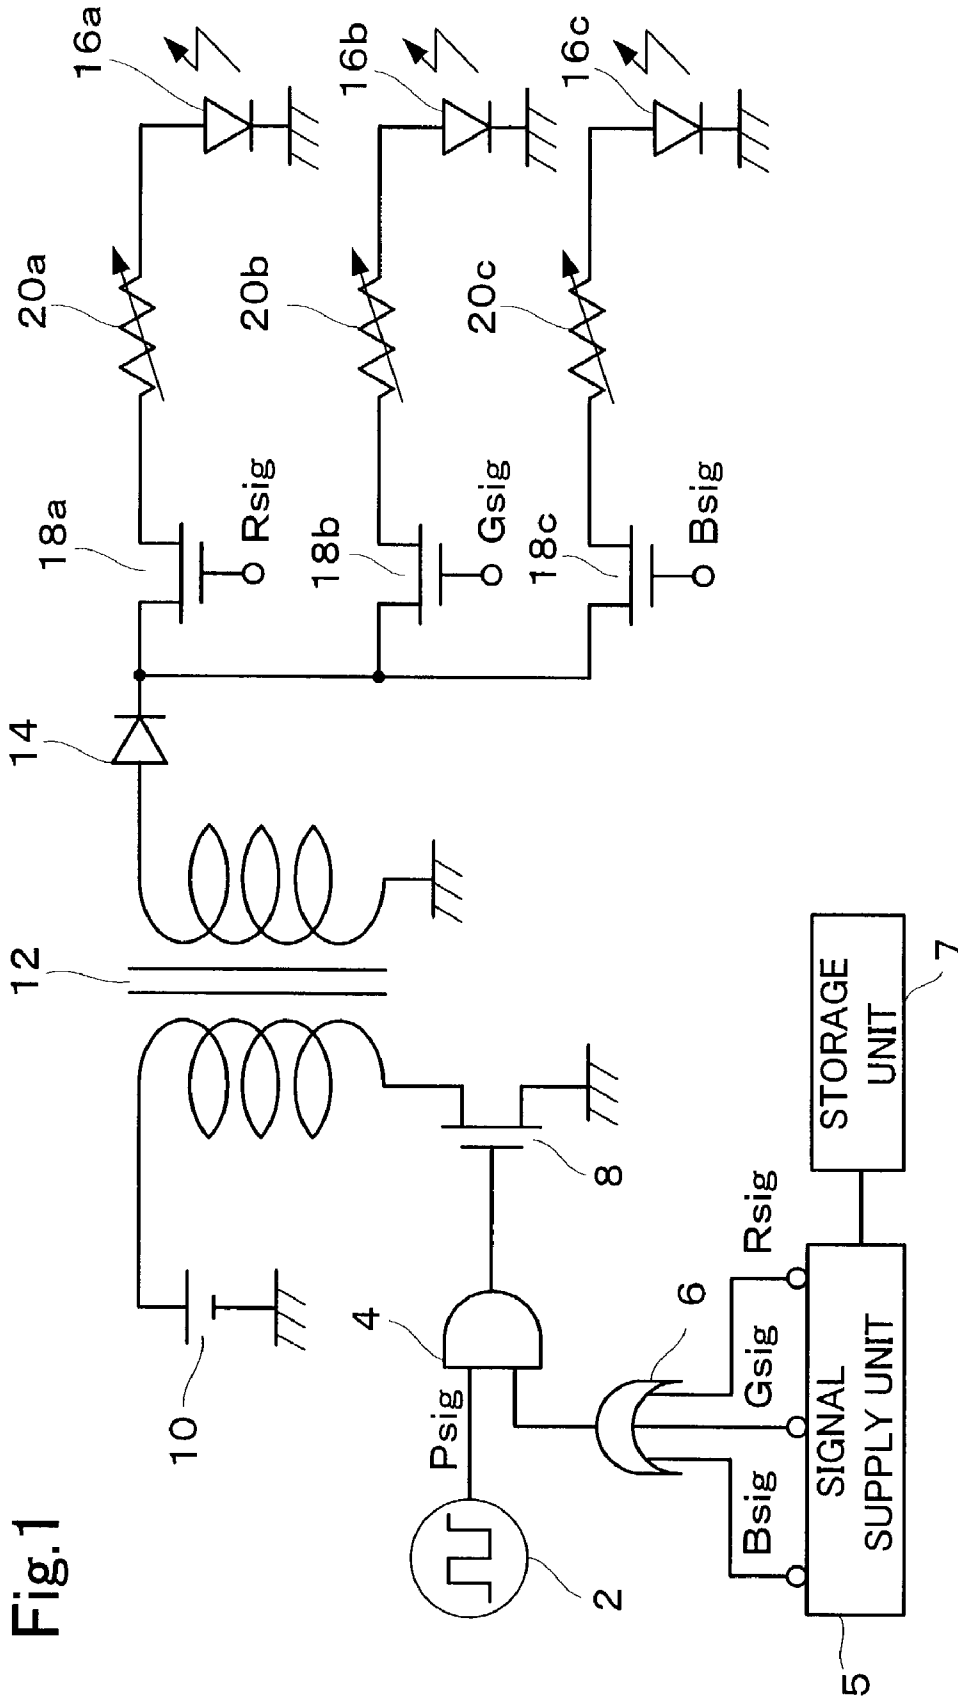 Fig.1
10
12
14
18a
20a
16a
Rsig
18b
20b
16b
Gsig
18c
20c
16c
Bsig
Psig
4
8
2
6
Bsig
Gsig
Rsig
SIGNAL
SUPPLY UNIT
5
STORAGE
UNIT
7